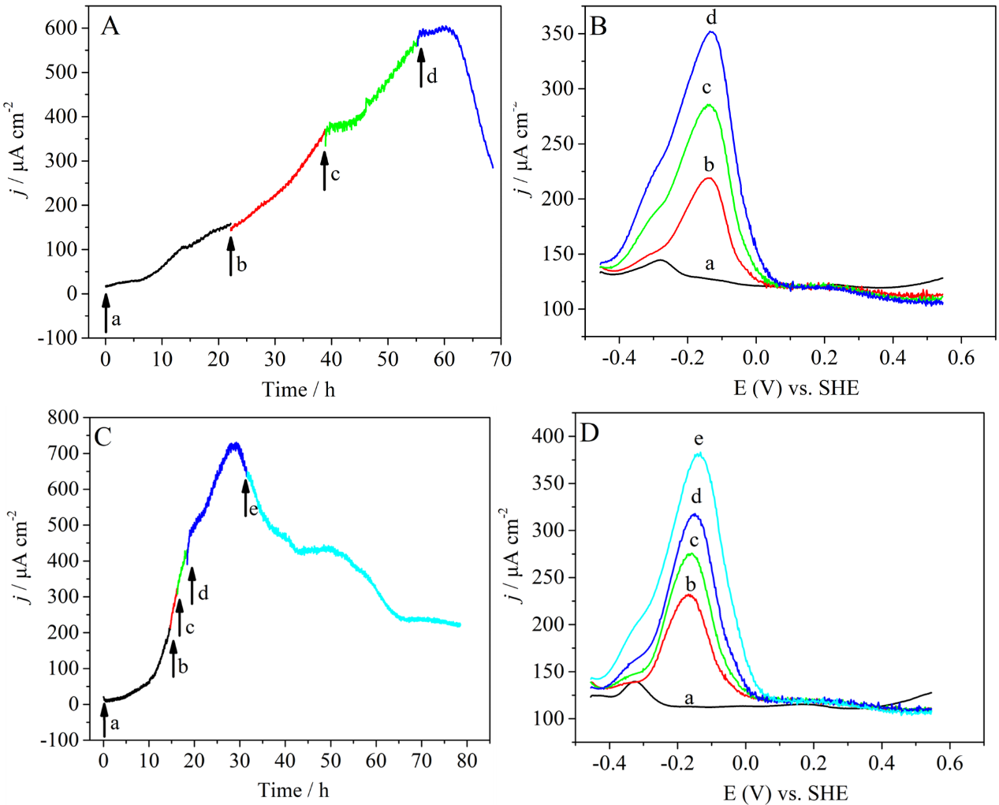 A
600
500
400
300
200
100
0
-100
j / µA cm-2
a
b
c
d
0 10 20 30 40 50 60 70
Time / h
B
350
300
250
200
150
100
j / µA cm-2
d
c
b
a
-0.4 -0.2 0.0 0.2 0.4 0.6
E (V) vs. SHE
C
800
700
600
500
400
300
200
100
0
-100
j / µA cm-2
a
b
c
d
e
0 10 20 30 40 50 60 70 80
Time / h
D
400
350
300
250
200
150
100
j / µA cm-2
e
d
c
b
a
-0.4 -0.2 0.0 0.2 0.4 0.6
E (V) vs. SHE